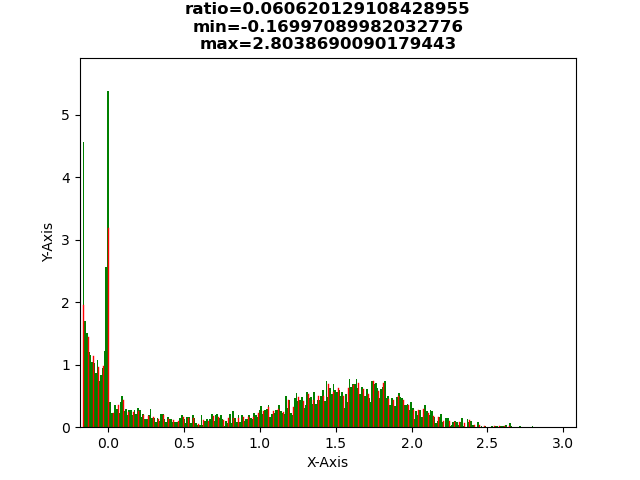 ratio=0.060620129108428955
min=-0.16997089982032776
max=2.8038690090179443
Y-Axis
5
4
3
2
1
0
0.0 0.5 1.0 1.5 2.0 2.5 3.0
X-Axis